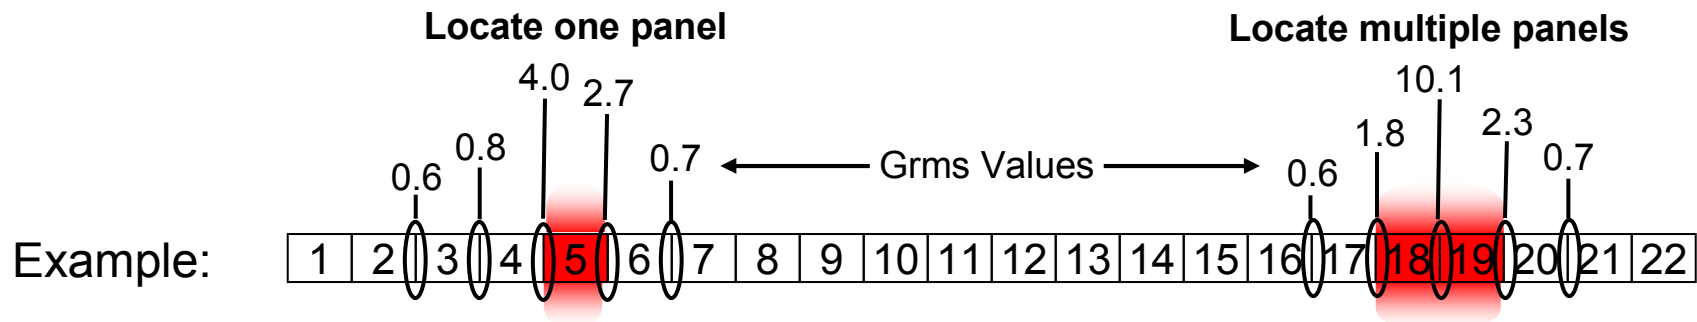 Locate one panel
Locate multiple panels
4.0
2.7
10.1
0.8
0.6
0.7
Grms Values
0.6
1.8
2.3
0.7
Example:
1 2 3 4 5 6 7 8 9 10 11 12 13 14 15 16 17 18 19 20 21 22